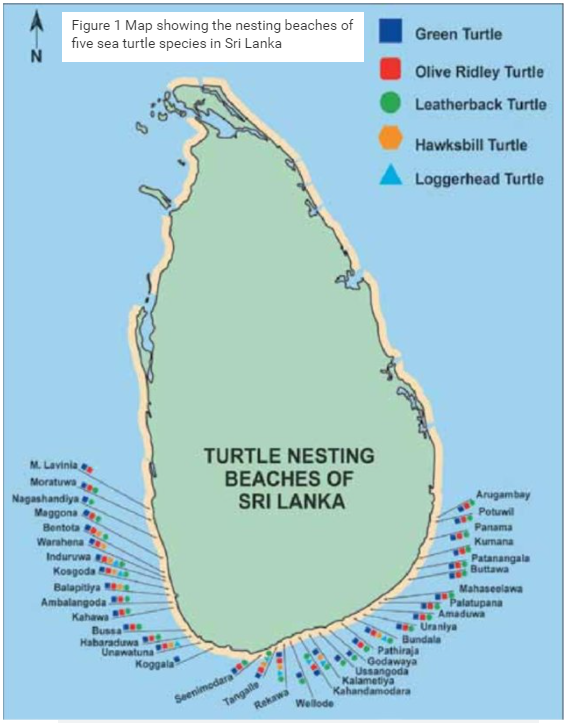 Figure 1 Map showing the nesting beaches of
five sea turtle species in Sri Lanka
N
Green Turtle
Olive Ridley Turtle
Leatherback Turtle
Hawksbill Turtle
Loggerhead Turtle
TURTLE NESTING
BEACHES OF
SRI LANKA
M. Lavinia
Moratuwa
Nagashandiya
Maggona
Bentota
Warahena
Induruwa
Kosgoda
Balapitiya
Ambalangoda
Kahawa
Bussa
Habaraduwa
Unawatuna
Koggala
Seenimodara
Tangalle
Rekawa
Wellode
Kahandamodara
Kalametiya
Ussangoda
Godawaya
Pathiraja
Bundala
Uraniya
Amaduwa
Palatupana
Mahaseelawa
Buttawa
Patanangala
Kumana
Panama
Potuwil
Arugambay